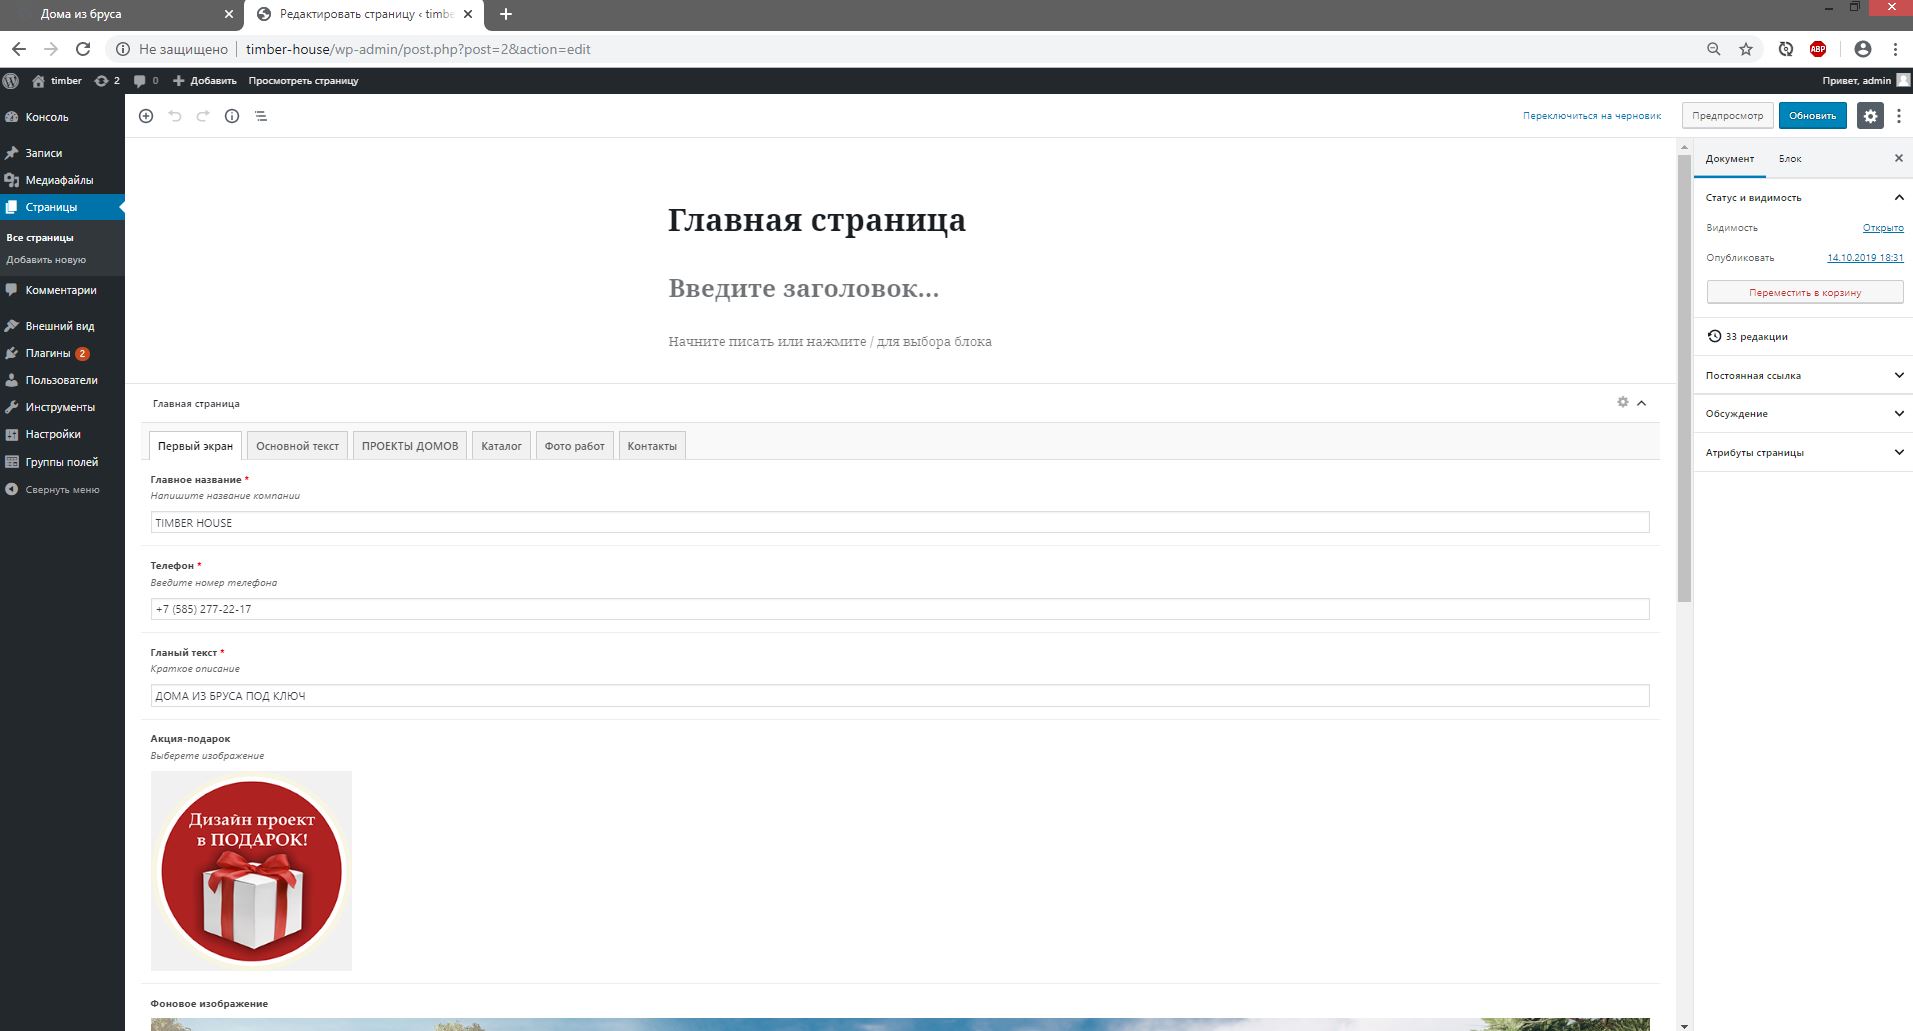 Дома из бруса
Редактировать страницу ‹ timbe
Не защищено
timber-house/wp-admin/post.php?post=2&action=edit
ABP
timber
2
0
Добавить
Просмотреть страницу
Привет, admin
Консоль
Записи
Медиафайлы
Страницы
Все страницы
Добавить новую
Комментарии
Внешний вид
Плагины 2
Пользователи
Инструменты
Настройки
Группы полей
Свернуть меню
Переключиться на черновик
Предпросмотр
Обновить
Главная страница
Введите заголовок...
Начните писать или нажмите / для выбора блока
Главная страница
Первый экран
Основной текст
ПРОЕКТЫ ДОМОВ
Каталог
Фото работ
Контакты
Главное название *
Напишите название компании
TIMBER HOUSE
Телефон *
Введите номер телефона
+7 (585) 277-22-17
Гланый текст *
Краткое описание
ДОМА ИЗ БРУСА ПОД КЛЮЧ
Акция-подарок
Выберете изображение
Дизайн проект
в ПОДАРОК!
Фоновое изображение
Документ
Блок
Статус и видимость
Видимость
Открыто
Опубликовать
14.10.2019 18:31
Переместить в корзину
33 редакции
Постоянная ссылка
Обсуждение
Атрибуты страницы